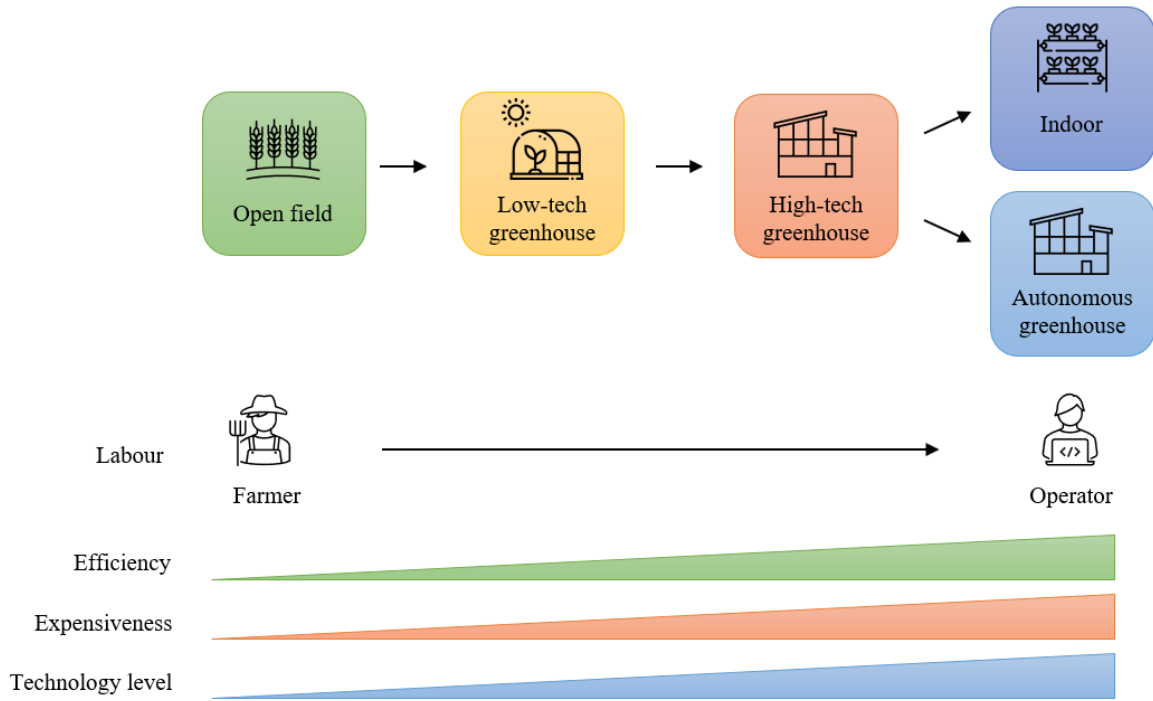 Open field
Low-tech
greenhouse
High-tech
greenhouse
Indoor
Autonomous
greenhouse
Labour
Farmer
</>
Operator
Efficiency
Expensiveness
Technology level